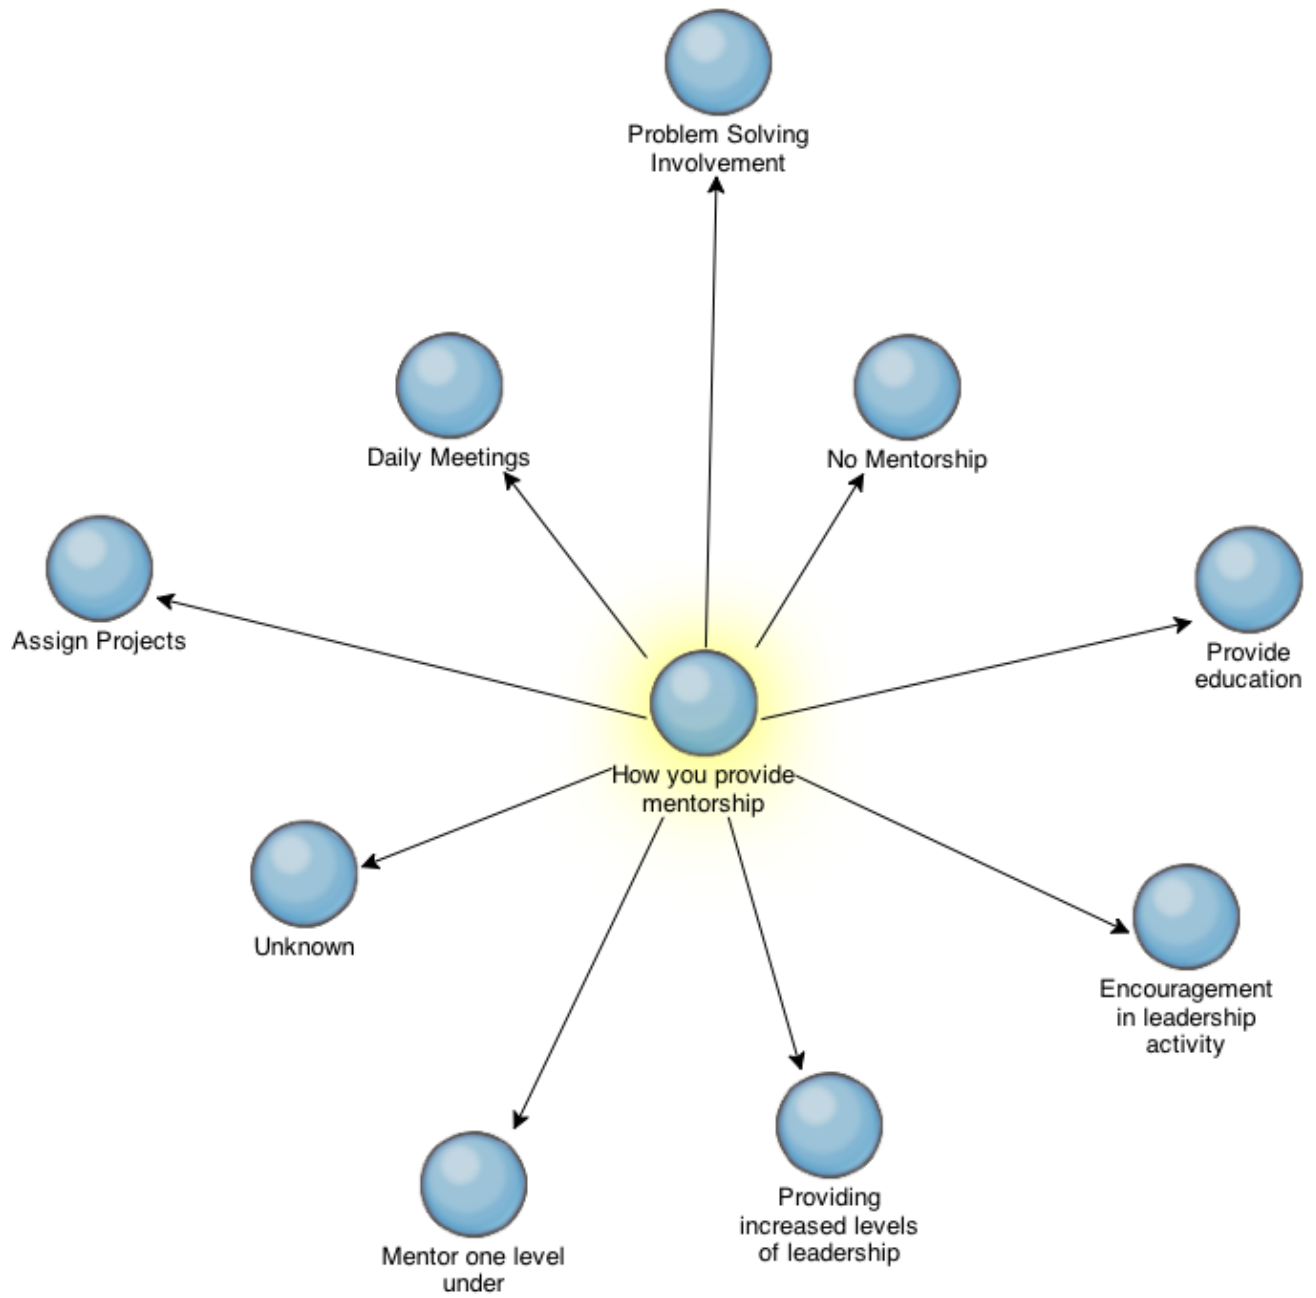 Problem Solving
Involvement
Daily Meetings
No Mentorship
Assign Projects
Provide
education
How you provide
mentorship
Unknown
Encouragement
in leadership
activity
Providing
increased levels
of leadership
Mentor one level
under